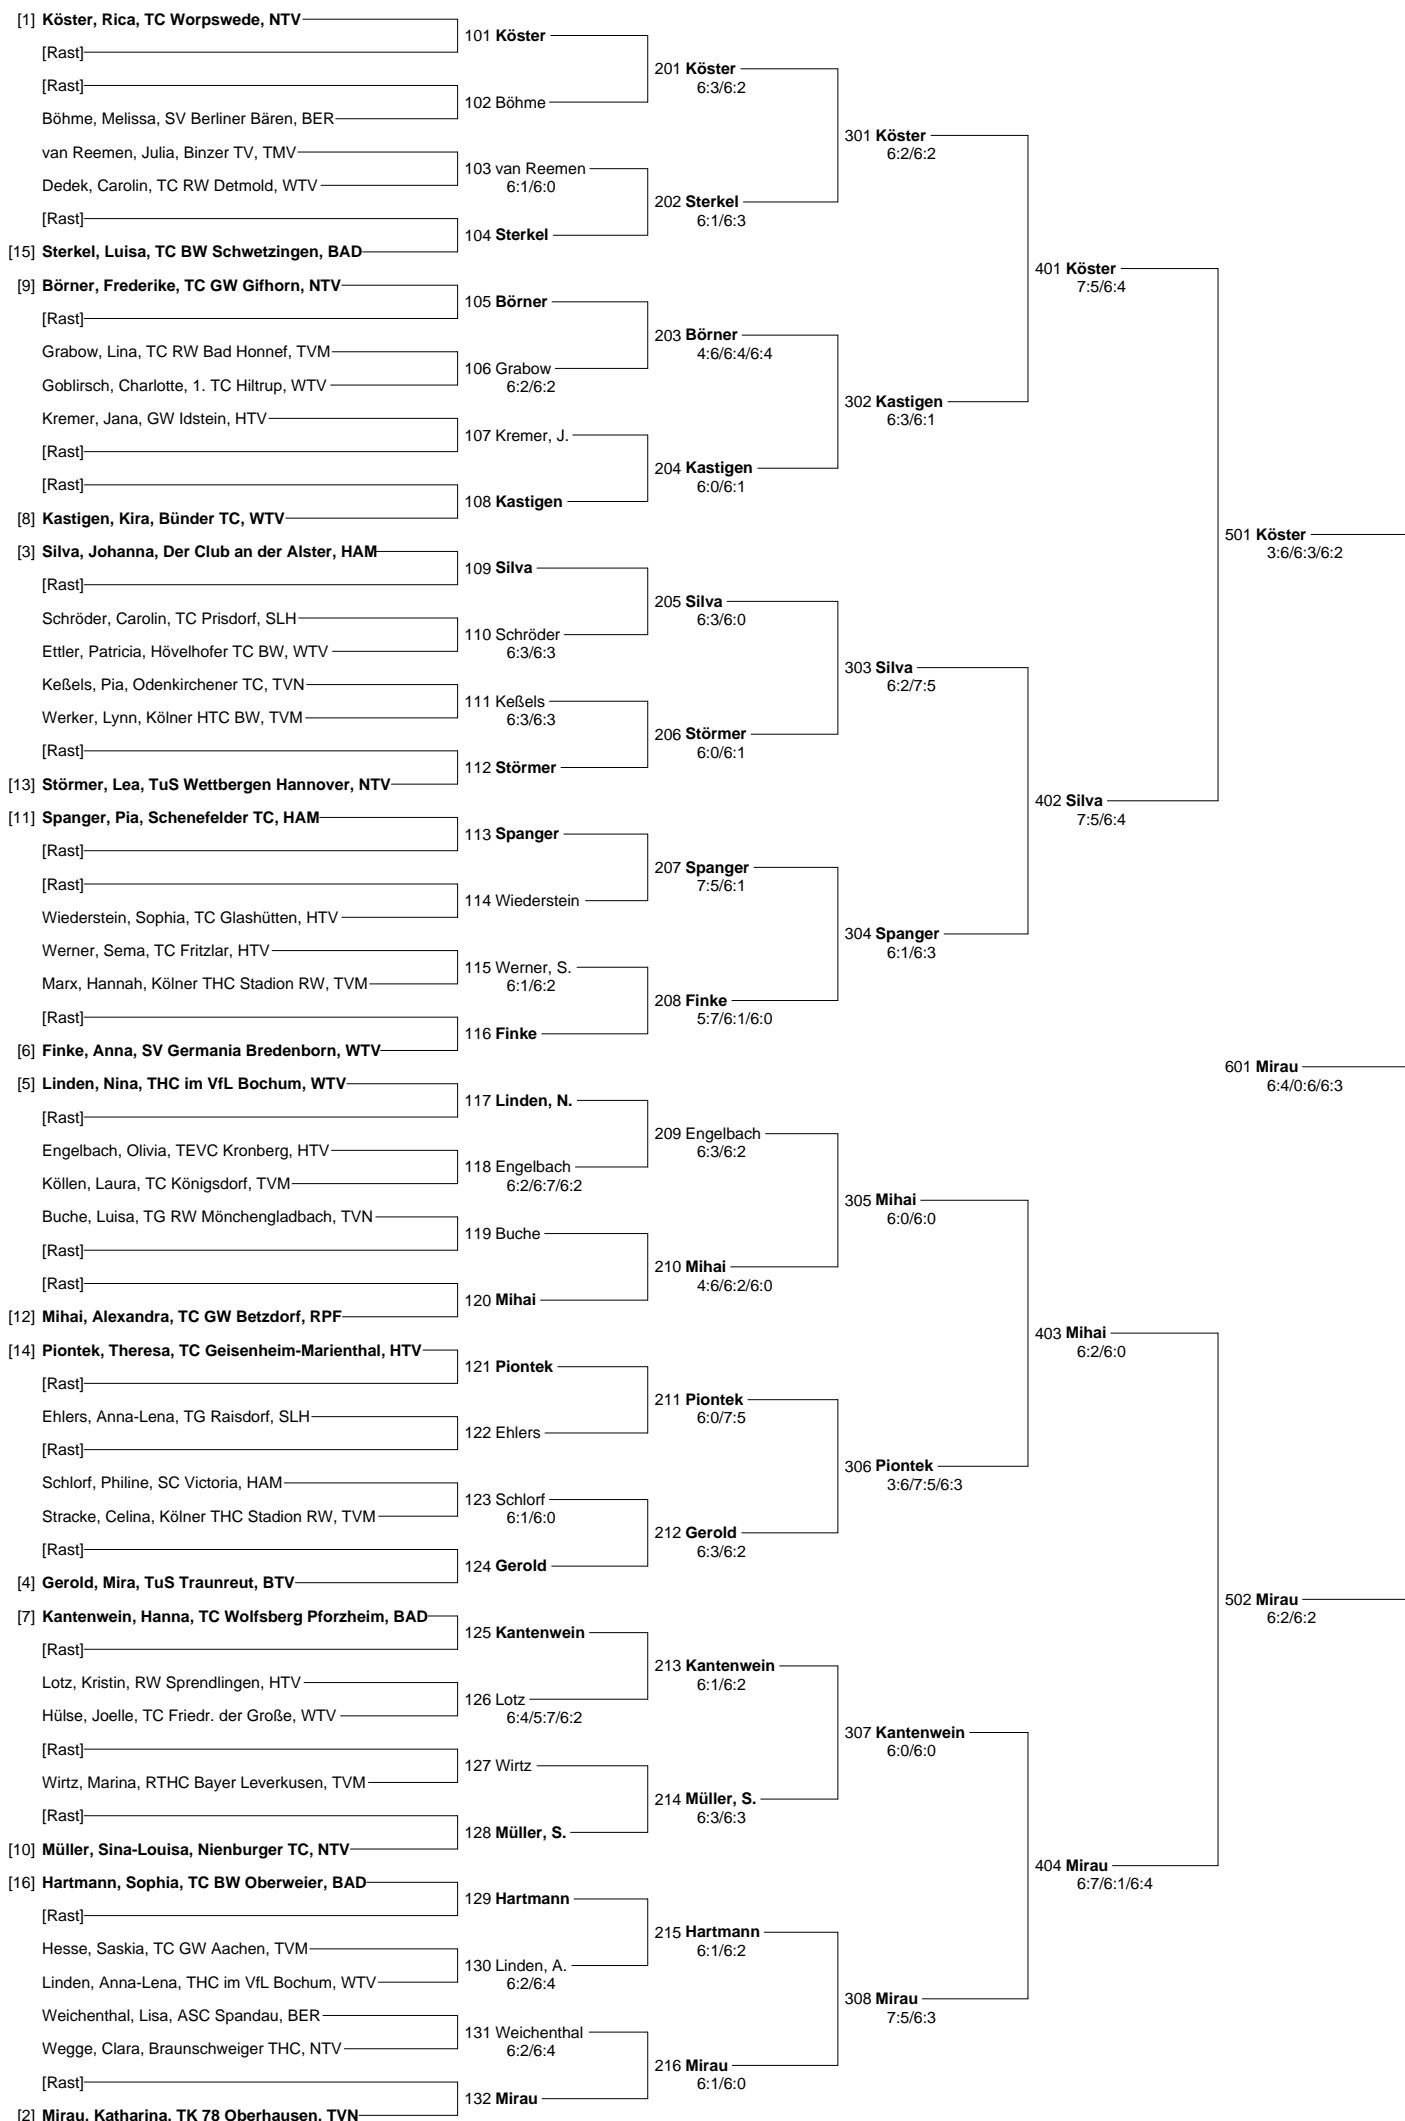 [1] Köster, Rica, TC Worpswede, NTV
101 Köster
[Rast]
201 Köster
6:3/6:2
[Rast]
102 Böhme
Böhme, Melissa, SV Berliner Bären, BER
301 Köster
6:2/6:2
van Reemen, Julia, Binzer TV, TMV
103 van Reemen
6:1/6:0
Dedek, Carolin, TC RW Detmold, WTV
202 Sterkel
6:1/6:3
[Rast]
104 Sterkel
[15] Sterkel, Luisa, TC BW Schwetzingen, BAD
401 Köster
7:5/6:4
[9] Börner, Frederike, TC GW Gifhorn, NTV
105 Börner
[Rast]
203 Börner
4:6/6:4/6:4
Grabow, Lina, TC RW Bad Honnef, TVM
106 Grabow
6:2/6:2
Goblirsch, Charlotte, 1. TC Hiltrup, WTV
302 Kastigen
6:3/6:1
Kremer, Jana, GW Idstein, HTV
107 Kremer, J.
[Rast]
204 Kastigen
6:0/6:1
[Rast]
108 Kastigen
[8] Kastigen, Kira, Bünder TC, WTV
501 Köster
3:6/6:3/6:2
[3] Silva, Johanna, Der Club an der Alster, HAM
109 Silva
[Rast]
205 Silva
6:3/6:0
Schröder, Carolin, TC Prisdorf, SLH
110 Schröder
6:3/6:3
Ettler, Patricia, Hövelhofer TC BW, WTV
303 Silva
6:2/7:5
Keßels, Pia, Odenkirchener TC, TVN
111 Keßels
6:3/6:3
Werker, Lynn, Kölner HTC BW, TVM
206 Störmer
6:0/6:1
[Rast]
112 Störmer
[13] Störmer, Lea, TuS Wettbergen Hannover, NTV
402 Silva
7:5/6:4
[11] Spanger, Pia, Schenefelder TC, HAM
113 Spanger
[Rast]
207 Spanger
7:5/6:1
[Rast]
114 Wiederstein
Wiederstein, Sophia, TC Glashütten, HTV
304 Spanger
6:1/6:3
Werner, Sema, TC Fritzlar, HTV
115 Werner, S.
6:1/6:2
Marx, Hannah, Kölner THC Stadion RW, TVM
208 Finke
5:7/6:1/6:0
[Rast]
116 Finke
[6] Finke, Anna, SV Germania Bredenborn, WTV
601 Mirau
6:4/0:6/6:3
[5] Linden, Nina, THC im VfL Bochum, WTV
117 Linden, N.
[Rast]
209 Engelbach
6:3/6:2
Engelbach, Olivia, TEVC Kronberg, HTV
118 Engelbach
6:2/6:7/6:2
Köllen, Laura, TC Königsdorf, TVM
305 Mihai
6:0/6:0
Buche, Luisa, TG RW Mönchengladbach, TVN
119 Buche
[Rast]
210 Mihai
4:6/6:2/6:0
[Rast]
120 Mihai
[12] Mihai, Alexandra, TC GW Betzdorf, RPF
403 Mihai
6:2/6:0
[14] Piontek, Theresa, TC Geisenheim-Marienthal, HTV
121 Piontek
[Rast]
211 Piontek
6:0/7:5
Ehlers, Anna-Lena, TG Raisdorf, SLH
122 Ehlers
[Rast]
306 Piontek
3:6/7:5/6:3
Schlorf, Philine, SC Victoria, HAM
123 Schlorf
6:1/6:0
Stracke, Celina, Kölner THC Stadion RW, TVM
212 Gerold
6:3/6:2
[Rast]
124 Gerold
[4] Gerold, Mira, TuS Traunreut, BTV
502 Mirau
6:2/6:2
[7] Kantenwein, Hanna, TC Wolfsberg Pforzheim, BAD
125 Kantenwein
[Rast]
213 Kantenwein
6:1/6:2
Lotz, Kristin, RW Sprendlingen, HTV
126 Lotz
6:4/5:7/6:2
Hülse, Joelle, TC Friedr. der Große, WTV
307 Kantenwein
6:0/6:0
[Rast]
127 Wirtz
Wirtz, Marina, RTHC Bayer Leverkusen, TVM
214 Müller, S.
6:3/6:3
[Rast]
128 Müller, S.
[10] Müller, Sina-Louisa, Nienburger TC, NTV
404 Mirau
6:7/6:1/6:4
[16] Hartmann, Sophia, TC BW Oberweier, BAD
129 Hartmann
[Rast]
215 Hartmann
6:1/6:2
Hesse, Saskia, TC GW Aachen, TVM
130 Linden, A.
6:2/6:4
Linden, Anna-Lena, THC im VfL Bochum, WTV
308 Mirau
7:5/6:3
Weichenthal, Lisa, ASC Spandau, BER
131 Weichenthal
6:2/6:4
Wegge, Clara, Braunschweiger THC, NTV
216 Mirau
6:1/6:0
[Rast]
132 Mirau
[2] Mirau, Katharina, TK 78 Oberhausen, TVN